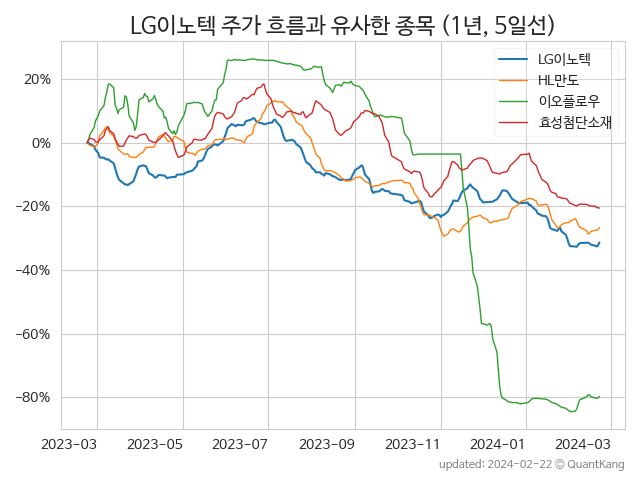 LG이노텍 주가 흐름과 유사한 종목 (1년, 5일선)
LG이노텍
HL만도
이오플로우
효성첨단소재
20%
0%
−20%
−40%
−60%
−80%
2023-03 2023-05 2023-07 2023-09 2023-11 2024-01 2024-03
updated: 2024-02-22 © QuantKang